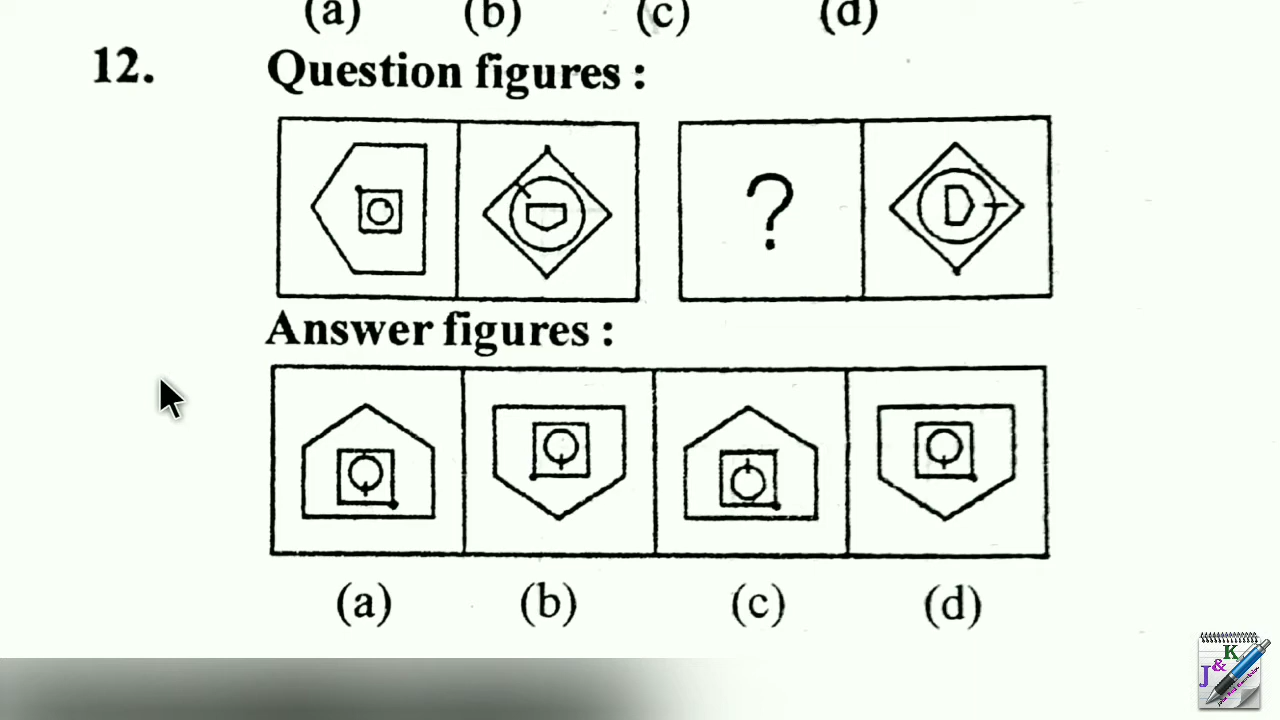 (a) (b) (c) (d)
12. Question figures :
?
Answer figures :
(a) (b) (c) (d)
J&K